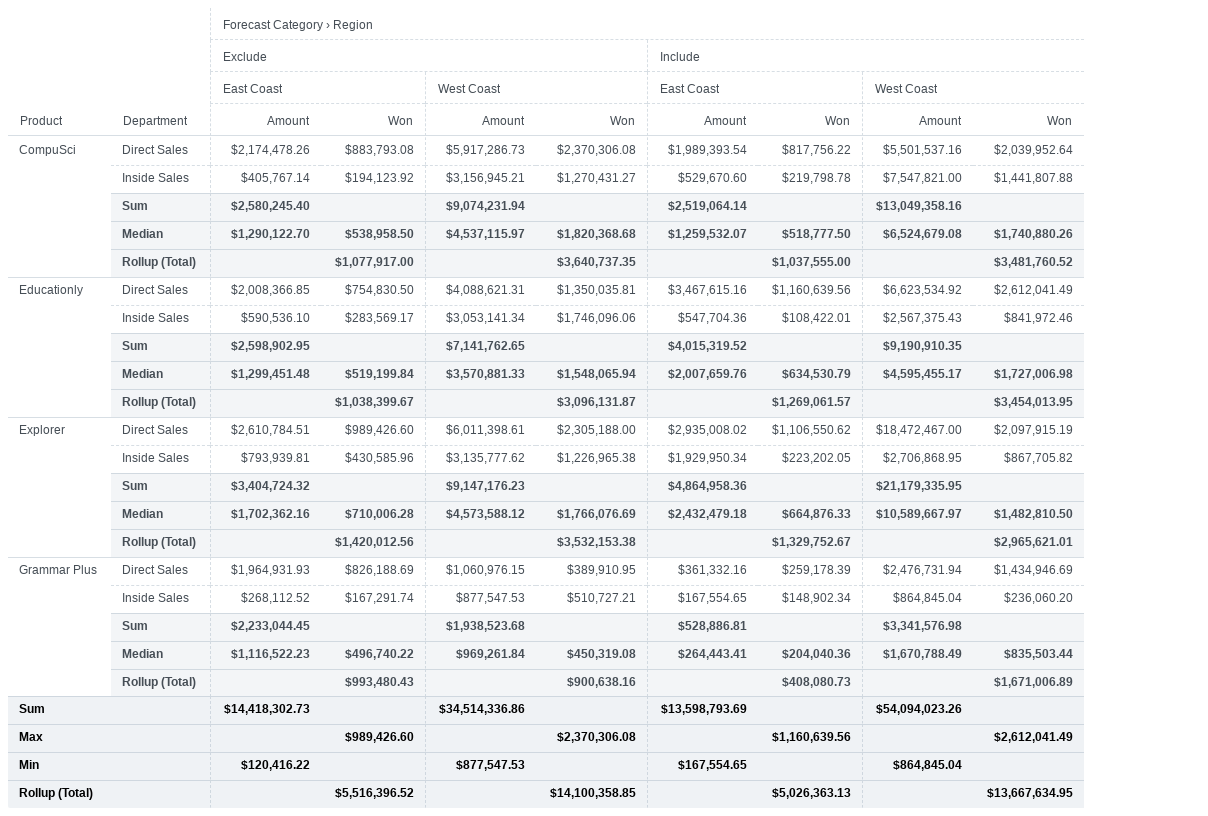 Forecast Category › Region
Exclude Include
East Coast West Coast East Coast West Coast
Product Department Amount Won Amount Won Amount Won Amount Won
CompuSci Direct Sales $2,174,478.26 $883,793.08 $5,917,286.73 $2,370,306.08 $1,989,393.54 $817,756.22 $5,501,537.16 $2,039,952.64
Inside Sales $405,767.14 $194,123.92 $3,156,945.21 $1,270,431.27 $529,670.60 $219,798.78 $7,547,821.00 $1,441,807.88
Sum $2,580,245.40 $9,074,231.94 $2,519,064.14 $13,049,358.16
Median $1,290,122.70 $538,958.50 $4,537,115.97 $1,820,368.68 $1,259,532.07 $518,777.50 $6,524,679.08 $1,740,880.26
Rollup (Total) $1,077,917.00 $3,640,737.35 $1,037,555.00 $3,481,760.52
Educationly Direct Sales $2,008,366.85 $754,830.50 $4,088,621.31 $1,350,035.81 $3,467,615.16 $1,160,639.56 $6,623,534.92 $2,612,041.49
Inside Sales $590,536.10 $283,569.17 $3,053,141.34 $1,746,096.06 $547,704.36 $108,422.01 $2,567,375.43 $841,972.46
Sum $2,598,902.95 $7,141,762.65 $4,015,319.52 $9,190,910.35
Median $1,299,451.48 $519,199.84 $3,570,881.33 $1,548,065.94 $2,007,659.76 $634,530.79 $4,595,455.17 $1,727,006.98
Rollup (Total) $1,038,399.67 $3,096,131.87 $1,269,061.57 $3,454,013.95
Explorer Direct Sales $2,610,784.51 $989,426.60 $6,011,398.61 $2,305,188.00 $2,935,008.02 $1,106,550.62 $18,472,467.00 $2,097,915.19
Inside Sales $793,939.81 $430,585.96 $3,135,777.62 $1,226,965.38 $1,929,950.34 $223,202.05 $2,706,868.95 $867,705.82
Sum $3,404,724.32 $9,147,176.23 $4,864,958.36 $21,179,335.95
Median $1,702,362.16 $710,006.28 $4,573,588.12 $1,766,076.69 $2,432,479.18 $664,876.33 $10,589,667.97 $1,482,810.50
Rollup (Total) $1,420,012.56 $3,532,153.38 $1,329,752.67 $2,965,621.01
Grammar Plus Direct Sales $1,964,931.93 $826,188.69 $1,060,976.15 $389,910.95 $361,332.16 $259,178.39 $2,476,731.94 $1,434,946.69
Inside Sales $268,112.52 $167,291.74 $877,547.53 $510,727.21 $167,554.65 $148,902.34 $864,845.04 $236,060.20
Sum $2,233,044.45 $1,938,523.68 $528,886.81 $3,341,576.98
Median $1,116,522.23 $496,740.22 $969,261.84 $450,319.08 $264,443.41 $204,040.36 $1,670,788.49 $835,503.44
Rollup (Total) $993,480.43 $900,638.16 $408,080.73 $1,671,006.89
Sum $14,418,302.73 $34,514,336.86 $13,598,793.69 $54,094,023.26
Max $989,426.60 $2,370,306.08 $1,160,639.56 $2,612,041.49
Min $120,416.22 $877,547.53 $167,554.65 $864,845.04
Rollup (Total) $5,516,396.52 $14,100,358.85 $5,026,363.13 $13,667,634.95